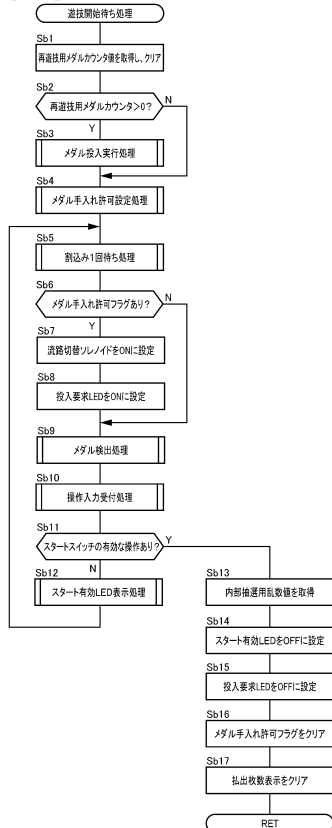 遊技開始待ち処理
Sb1
再遊技用メダルカウンタ値を取得し、クリア
Sb2
再遊技用メダルカウンタ>0?
N
Y
Sb3
メダル投入実行処理
Sb4
メダル手入れ許可設定処理
Sb5
割込み1回待ち処理
Sb6
メダル手入れ許可フラグあり?
N
Y
Sb7
流路切替ソレノイドをONに設定
Sb8
投入要求LEDをONに設定
Sb9
メダル検出処理
Sb10
操作入力受付処理
Sb11
スタートスイッチの有効な操作あり?
Y
N
Sb12
スタート有効LED表示処理
Sb13
内部抽選用乱数値を取得
Sb14
スタート有効LEDをOFFに設定
Sb15
投入要求LEDをOFFに設定
Sb16
メダル手入れ許可フラグをクリア
Sb17
払出枚数表示をクリア
RET